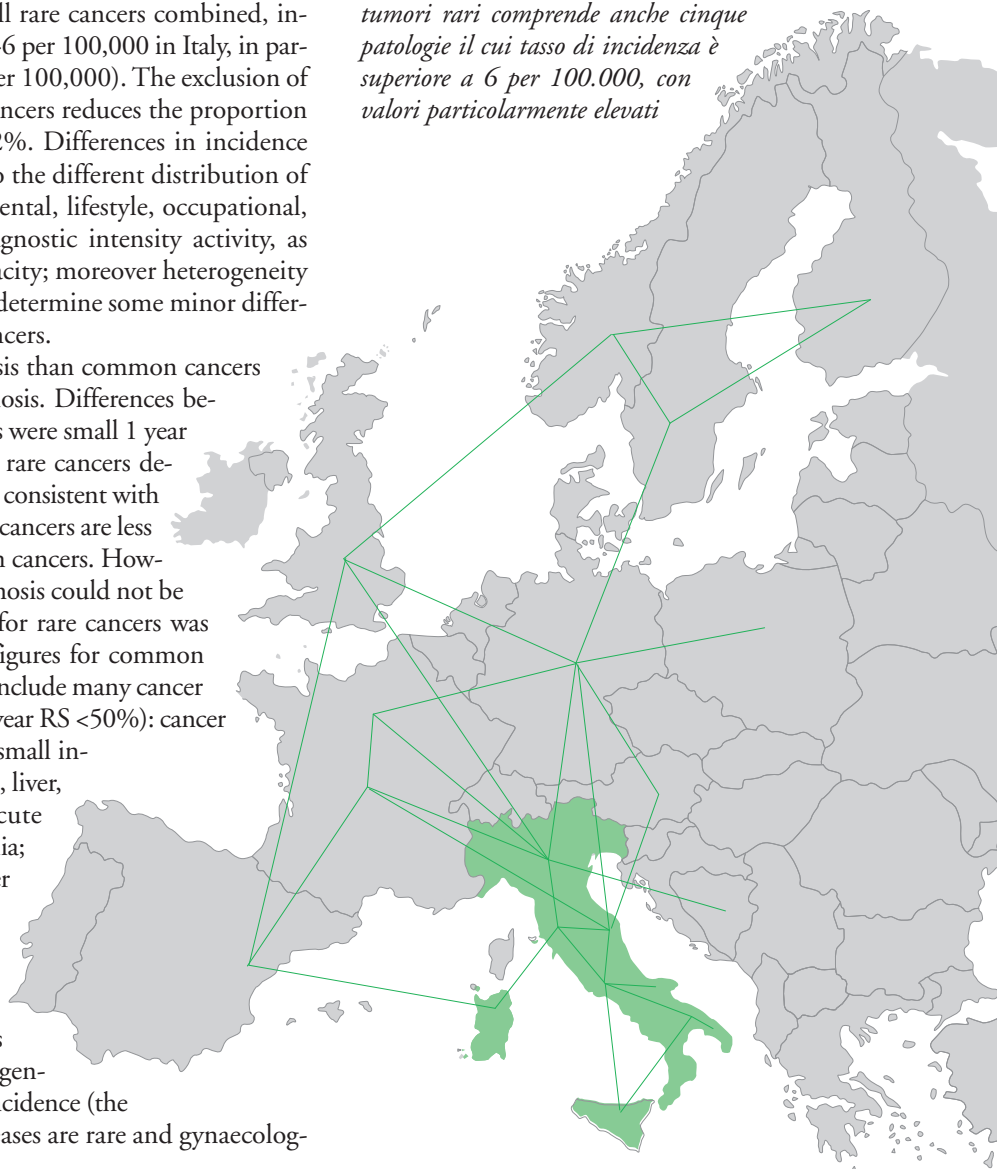 ll rare cancers combined, in-
6 per 100,000 in Italy, in par-
er 100,000). The exclusion of
ncers reduces the proportion
2%. Differences in incidence
o the different distribution of
ental, lifestyle, occupational,
gnostic intensity activity, as
acity; moreover heterogeneity
determine some minor differ-
ncers.
sis than common cancers
nosis. Differences be-
s were small 1 year
rare cancers de-
consistent with
cancers are less
n cancers. How-
nosis could not be
for rare cancers was
figures for common
nclude many cancer
year RS <50%): cancer
small in-
, liver,
cute
ia;
er
s
gen-
cidence (the
eases are rare and gynaecolog-
tumori rari comprende anche cinque
patologie il cui tasso di incidenza è
superiore a 6 per 100.000, con
valori particolarmente elevati